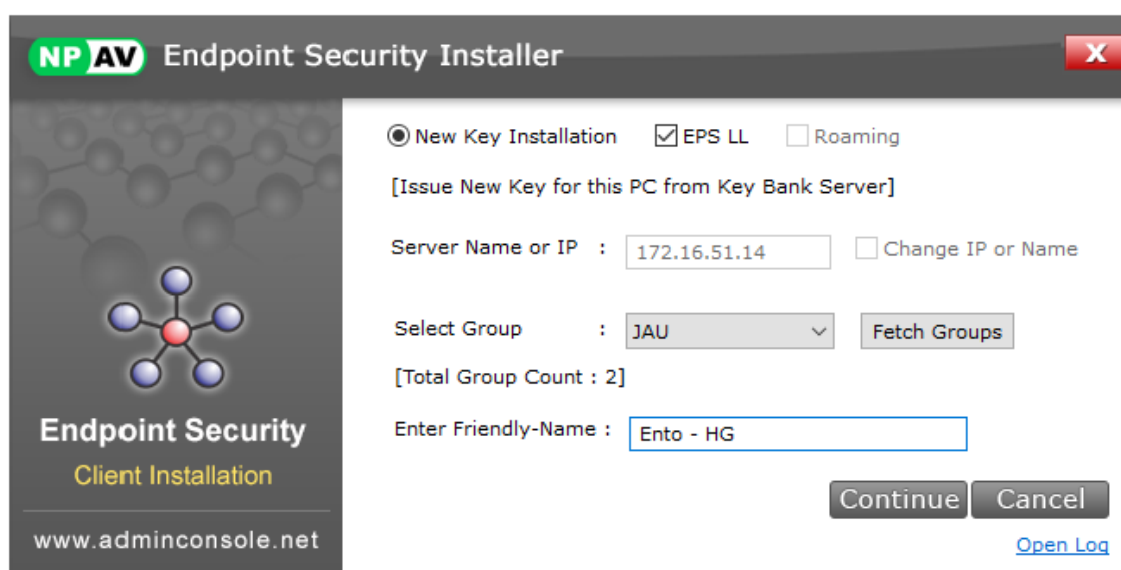 NP AV Endpoint Security Installer X
New Key Installation EPS LL Roaming
[Issue New Key for this PC from Key Bank Server]
Server Name or IP : 172.16.51.14 Change IP or Name
Select Group : JAU Fetch Groups
[Total Group Count : 2]
Enter Friendly-Name : Ento - HG
Endpoint Security
Client Installation
www.adminconsole.net
Continue Cancel
Open Log